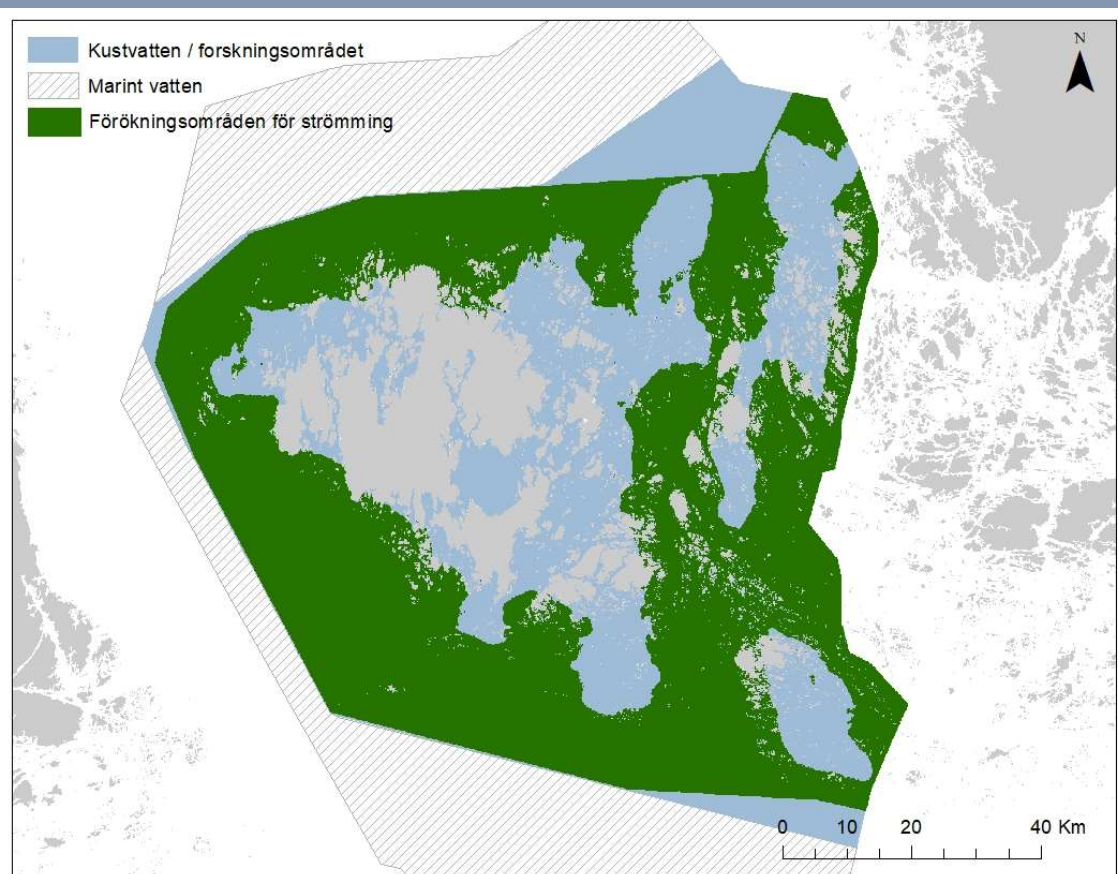 Kustvatten / forskningsområdet
Marint vatten
Förökningsområden för strömming
N
0 10 20 40 Km